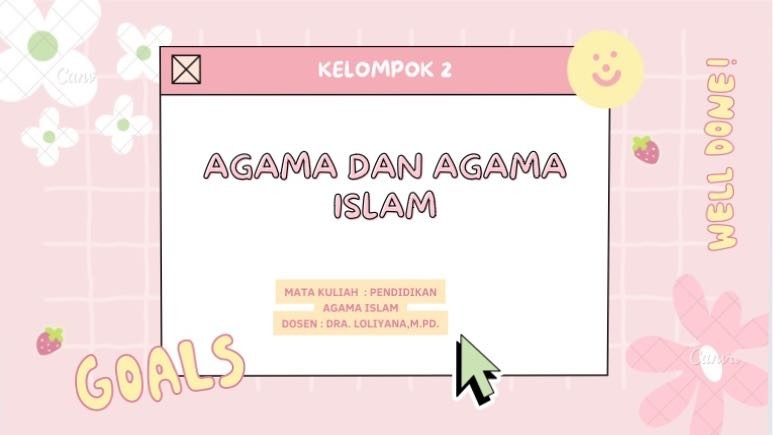 KELOMPOK 2
WELL DONE!
AGAMA DAN AGAMA
ISLAM
MATA KULIAH : PENDIDIKAN
AGAMA ISLAM
DOSEN : DRA. LOLIYANA,M.PD.
GOALS
Canva
Canva